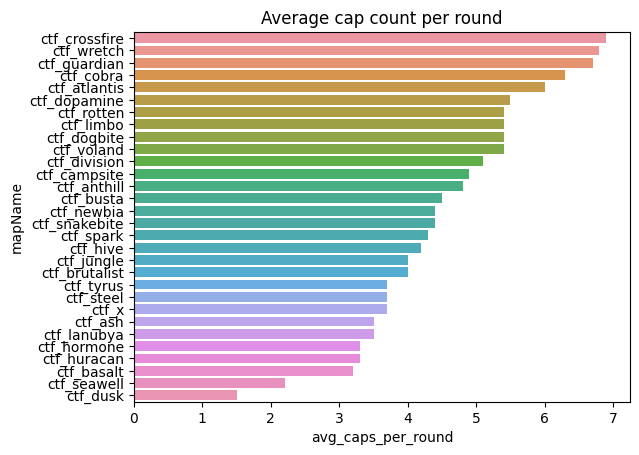 Average cap count per round
mapName
ctf_crossfire
ctf_wretch
ctf_guardian
ctf_cobra
ctf_atlantis
ctf_dopamine
ctf_rotten
ctf_limbo
ctf_dogbite
ctf_voland
ctf_division
ctf_campsite
ctf_anthill
ctf_busta
ctf_newbia
ctf_snakebite
ctf_spark
ctf_hive
ctf_jungle
ctf_brutalist
ctf_tyrus
ctf_steel
ctf_x
ctf_ash
ctf_lanubya
ctf_hormone
ctf_huracan
ctf_basalt
ctf_seawell
ctf_dusk
0 1 2 3 4 5 6 7
avg_caps_per_round